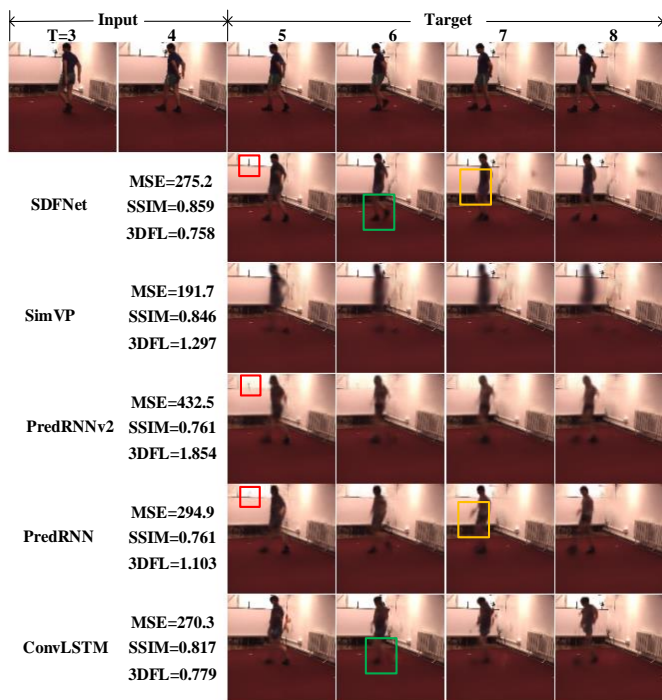 Input Target
T=3 4 5 6 7 8
MSE=275.2
SDFNet SSIM=0.859
3DFL=0.758
MSE=191.7
SimVP SSIM=0.846
3DFL=1.297
MSE=432.5
PredRNNv2 SSIM=0.761
3DFL=1.854
MSE=294.9
PredRNN SSIM=0.761
3DFL=1.103
MSE=270.3
ConvLSTM SSIM=0.817
3DFL=0.779